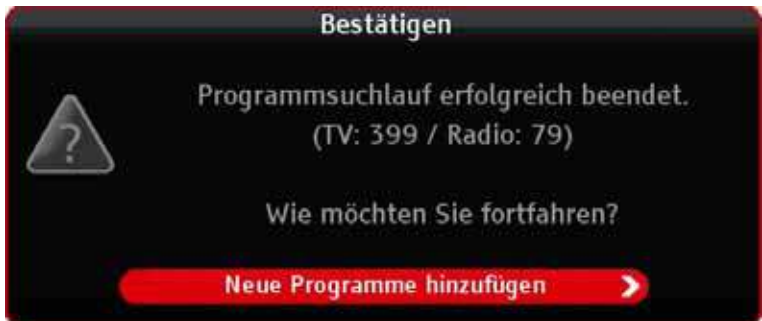 Bestätigen
Programmsuchlauf erfolgreich beendet.
(TV: 399 / Radio: 79)
Wie möchten Sie fortfahren?
Neue Programme hinzufügen